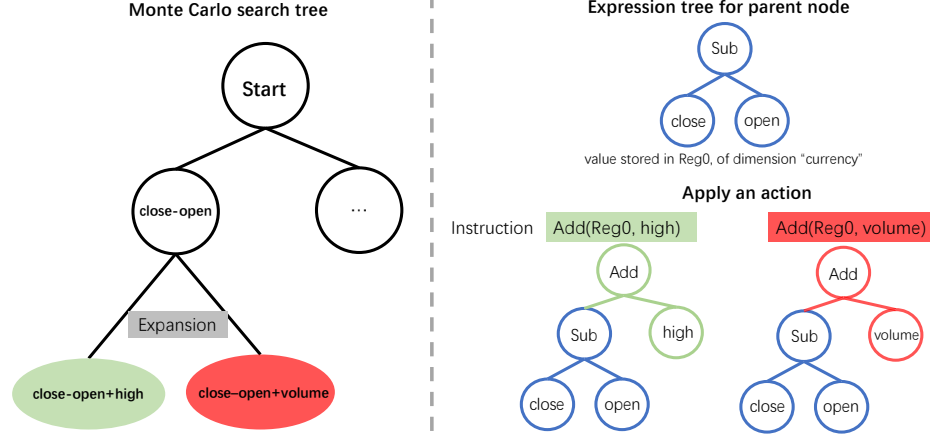 Monte Carlo search tree
Start
close-open
...
Expansion
close-open+high
close–open+volume
Expression tree for parent node
Sub
close
open
value stored in Reg0, of dimension “currency”
Apply an action
Instruction
Add(Reg0, high)
Add(Reg0, volume)
Add
Sub
high
close
open
Add
Sub
volume
close
open